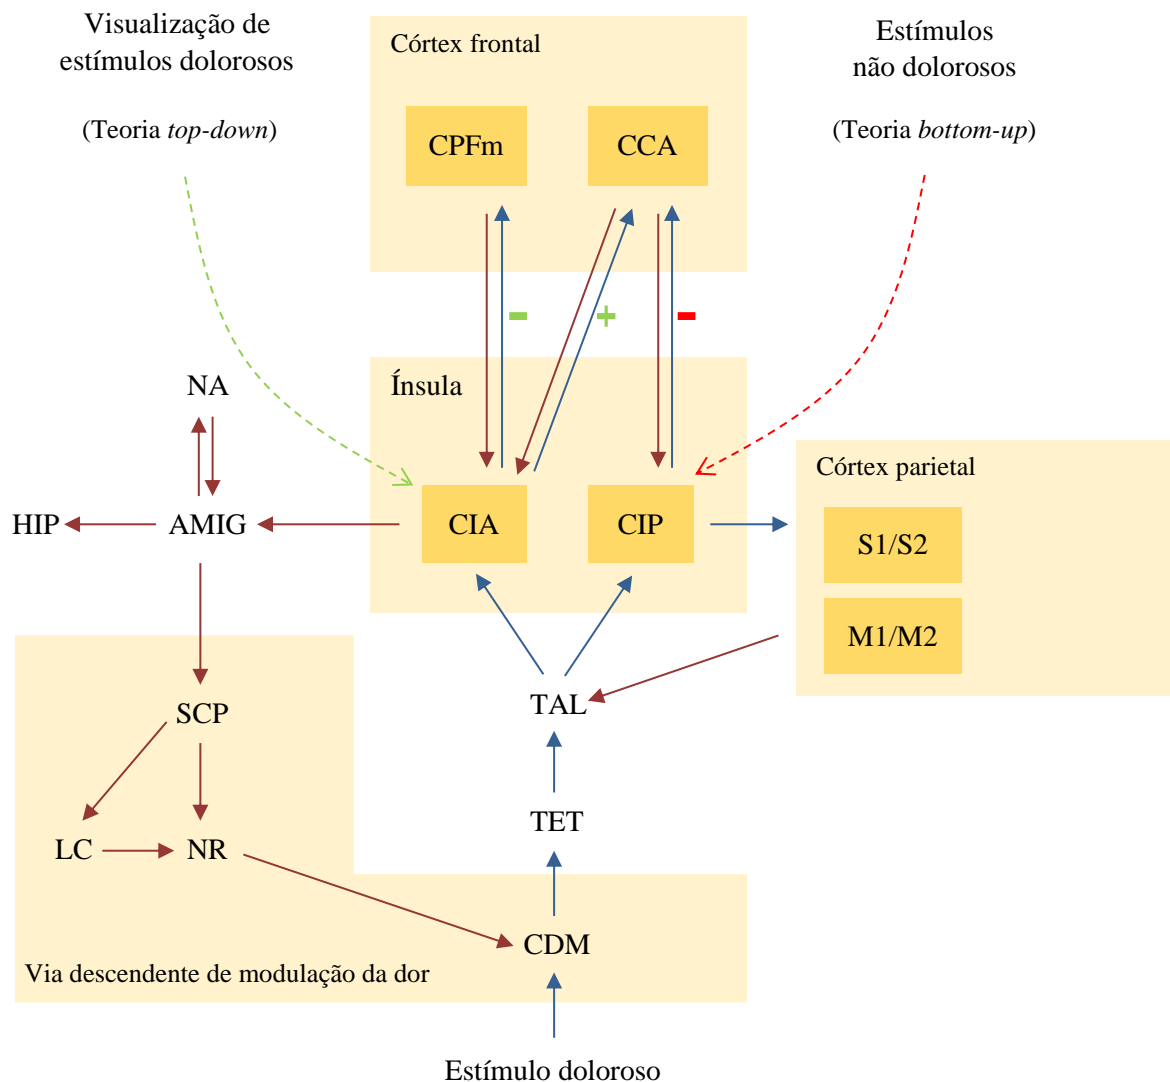 Visualização de
estímulos dolorosos
(Teoria top-down)
Córtex frontal
CPFm
CCA
Estímulos
não dolorosos
(Teoria bottom-up)
-
+
-
Ínsula
NA
HIP
AMIG
CIA
CIP
Córtex parietal
S1/S2
M1/M2
SCP
TAL
LC
NR
TET
CDM
Via descendente de modulação da dor
Estímulo doloroso